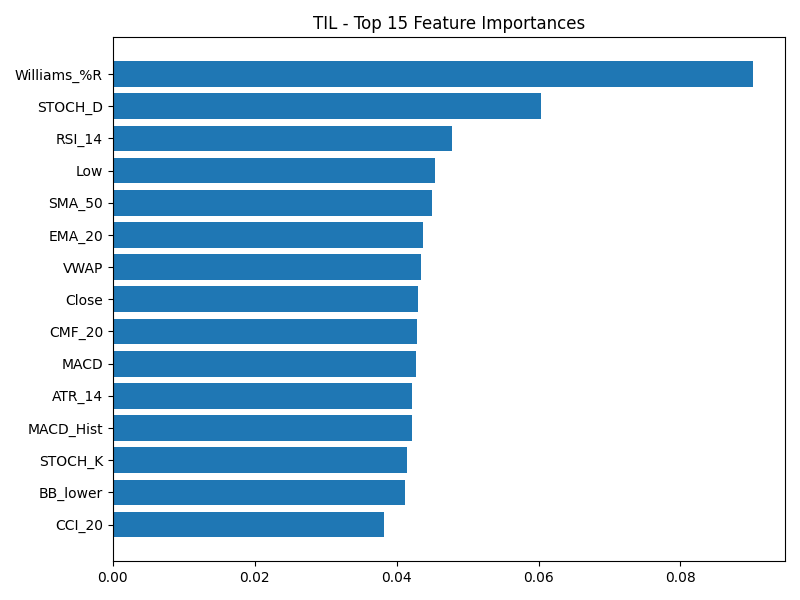 TIL - Top 15 Feature Importances
Williams_%R
STOCH_D
RSI_14
Low
SMA_50
EMA_20
VWAP
Close
CMF_20
MACD
ATR_14
MACD_Hist
STOCH_K
BB_lower
CCI_20
0.00 0.02 0.04 0.06 0.08